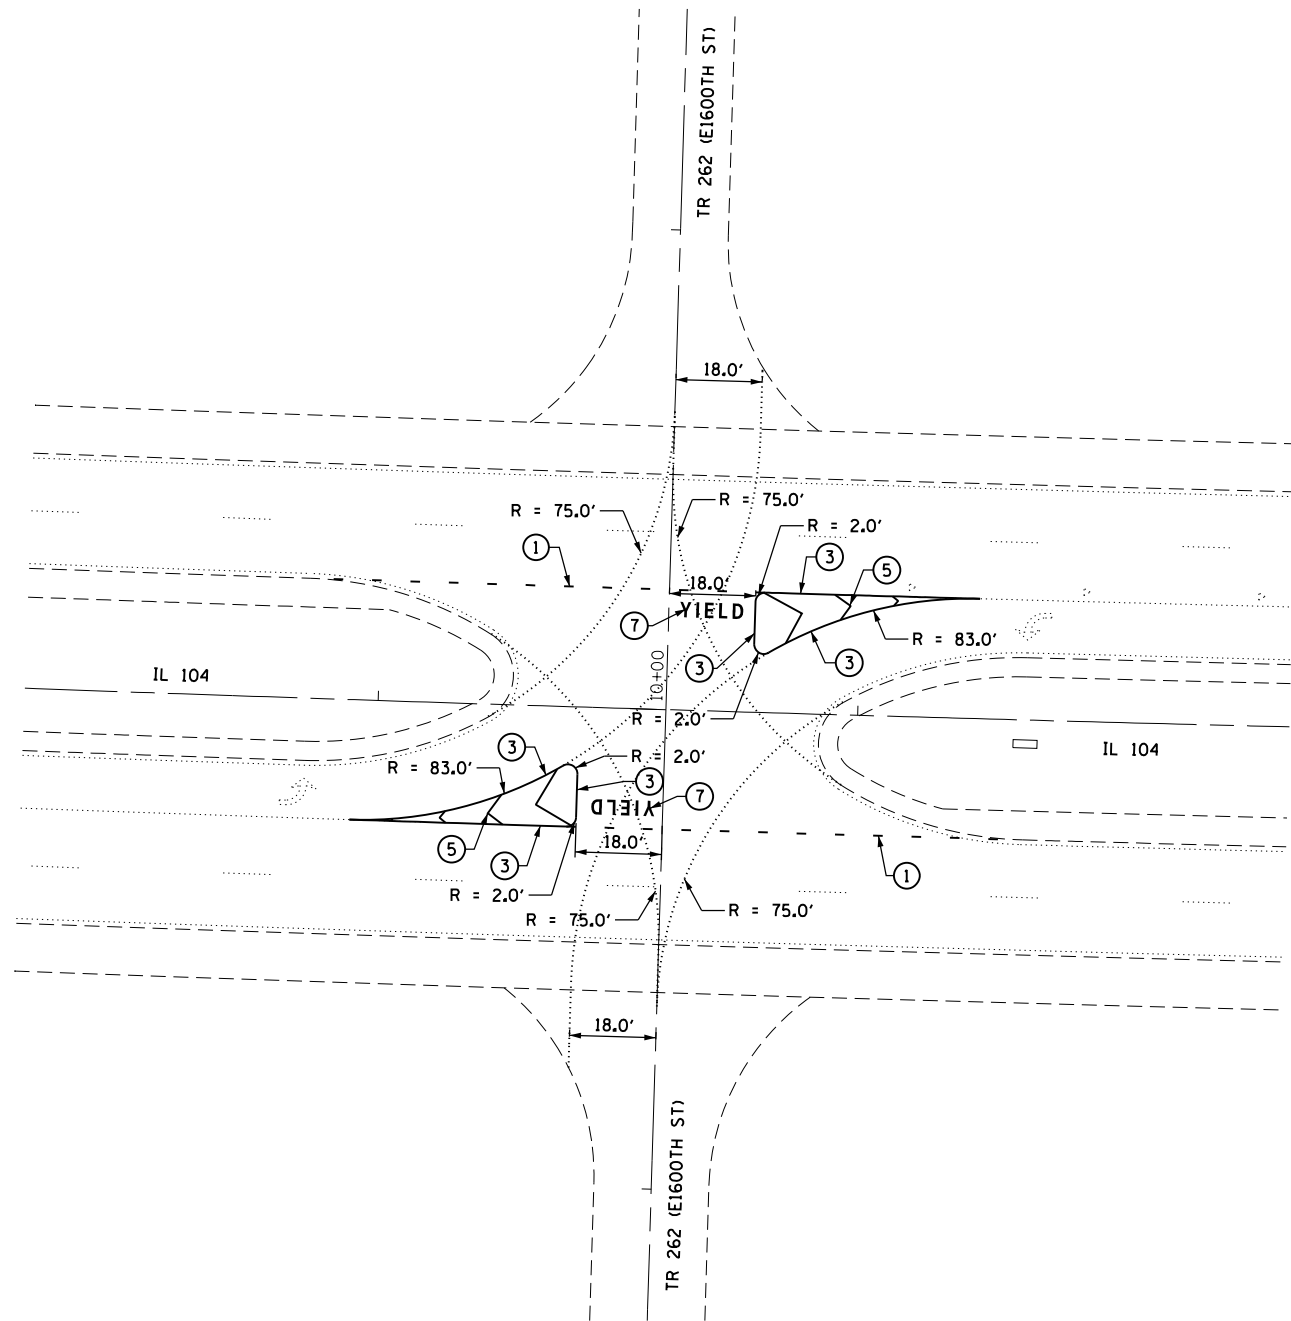 TR 262 (E1600TH ST)
18.0'
R = 75.0'
R = 75.0'
R = 2.0'
1
3
5
18.0'
YIELD
7
R = 83.0'
3
3
10+00
IL 104
R = 2.0'
3
R = 2.0'
IL 104
R = 83.0'
3
7
YIELD
18.0'
5
3
1
R = 2.0'
R = 75.0'
R = 75.0'
18.0'
TR 262 (E1600TH ST)